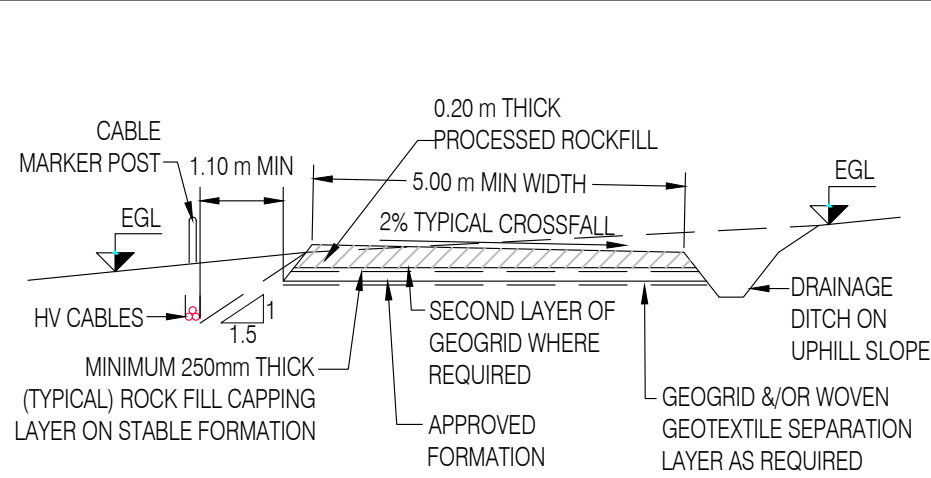 0.20 m THICK
PROCESSED ROCKFILL
CABLE
MARKER POST
1.10 m MIN
5.00 m MIN WIDTH
EGL
EGL
2% TYPICAL CROSSFALL
HV CABLES
1
1.5
DRAINAGE
DITCH ON
UPHILL SLOPE
SECOND LAYER OF
GEOGRID WHERE
REQUIRED
MINIMUM 250mm THICK
(TYPICAL) ROCK FILL CAPPING
LAYER ON STABLE FORMATION
APPROVED
FORMATION
GEOGRID &/OR WOVEN
GEOTEXTILE SEPARATION
LAYER AS REQUIRED